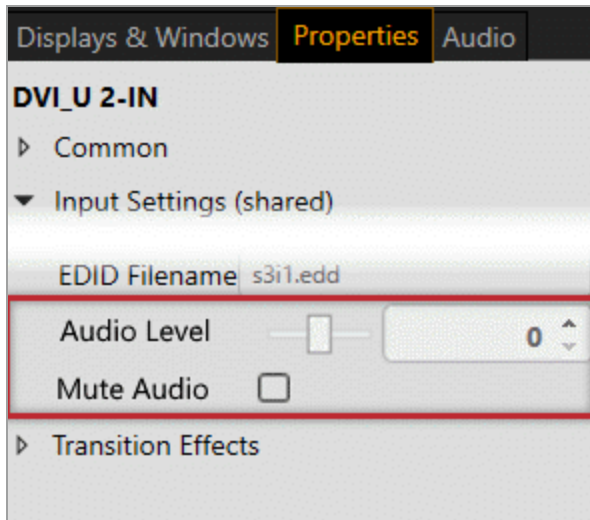 Displays & Windows Properties Audio
DVI_U 2-IN
Common
Input Settings (shared)
EDID Filename s3i1.edd
Audio Level 0
Mute Audio
Transition Effects